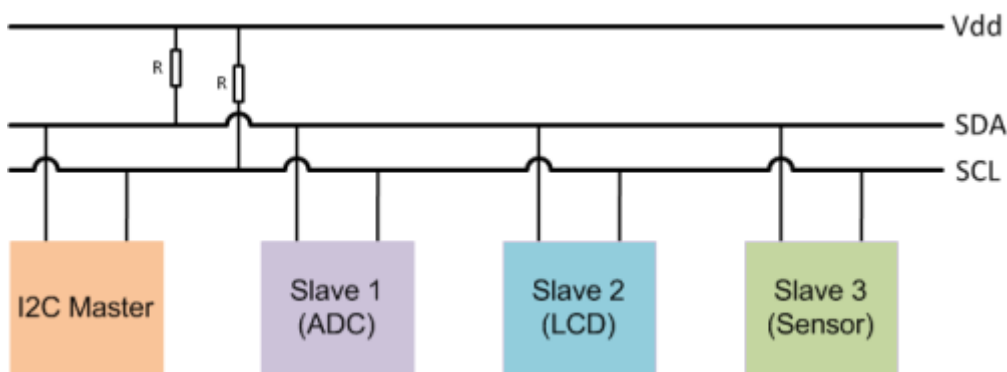 Vdd
R
R
SDA
SCL
I2C Master
Slave 1
(ADC)
Slave 2
(LCD)
Slave 3
(Sensor)